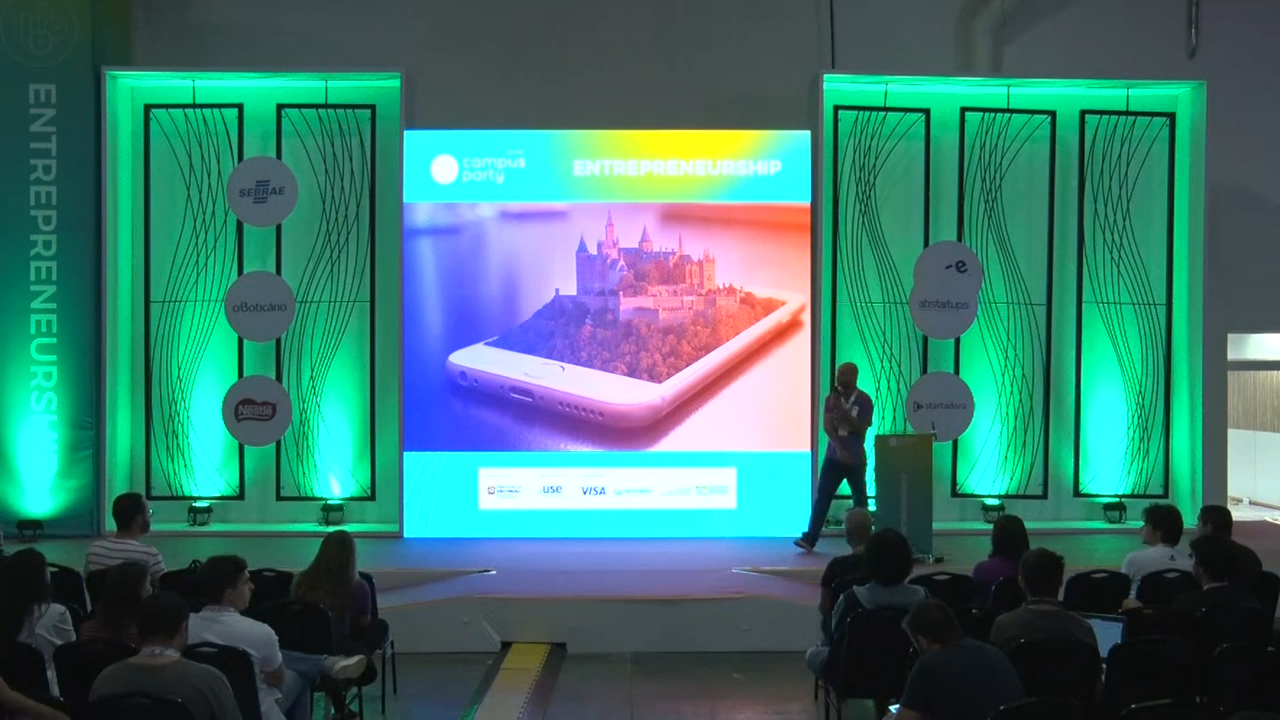 ENTREPRENEURSHIP
SEBRAE
oBoticário
Nestlé
campus
party
ENTREPRENEURSHIP
use
VISA
-e
abstartups
startadora